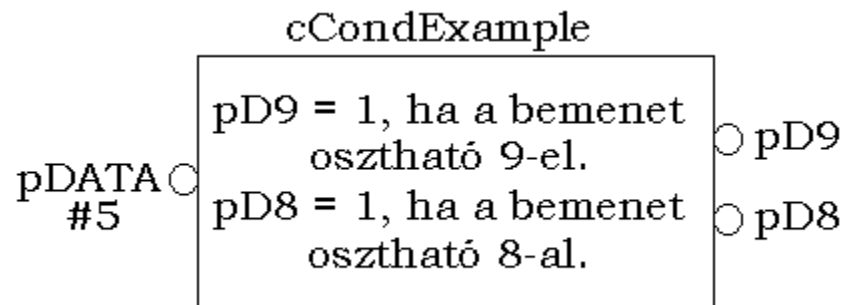 cCondExample
pD9 = 1, ha a bemenet
osztható 9-el.
pD8 = 1, ha a bemenet
osztható 8-al.
pDATA
#5
pD9
pD8